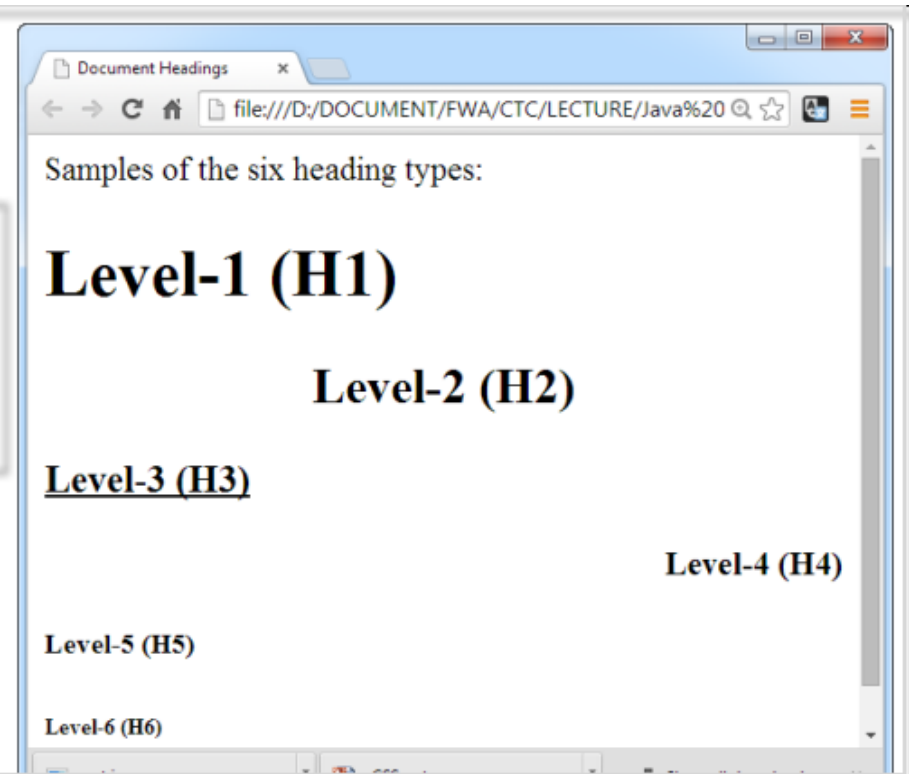 Document Headings
file:///D:/DOCUMENT/FWA/CTC/LECTURE/Java%20
Samples of the six heading types:
Level-1 (H1)
Level-2 (H2)
Level-3 (H3)
Level-4 (H4)
Level-5 (H5)
Level-6 (H6)